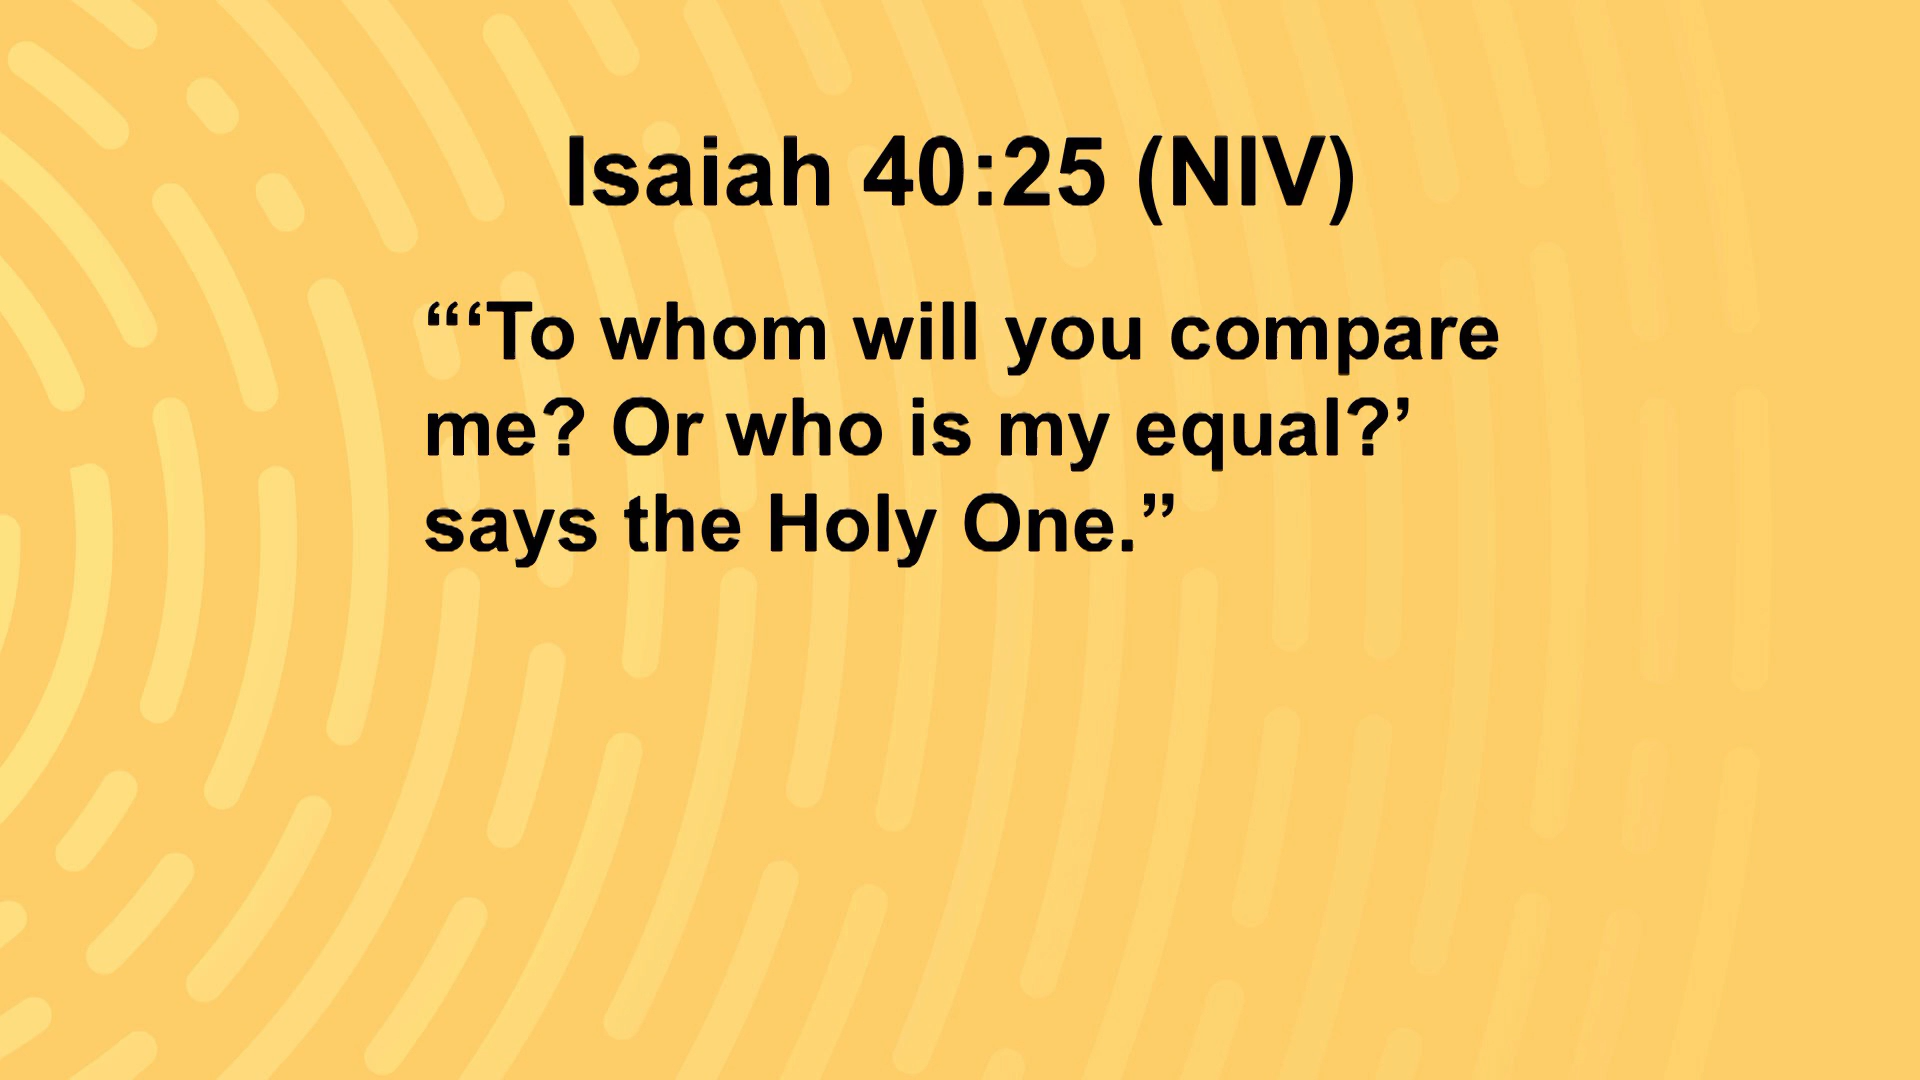 Isaiah 40:25 (NIV)
“‘‘To whom will you compare
me? Or who is my equal?’
says the Holy One.”